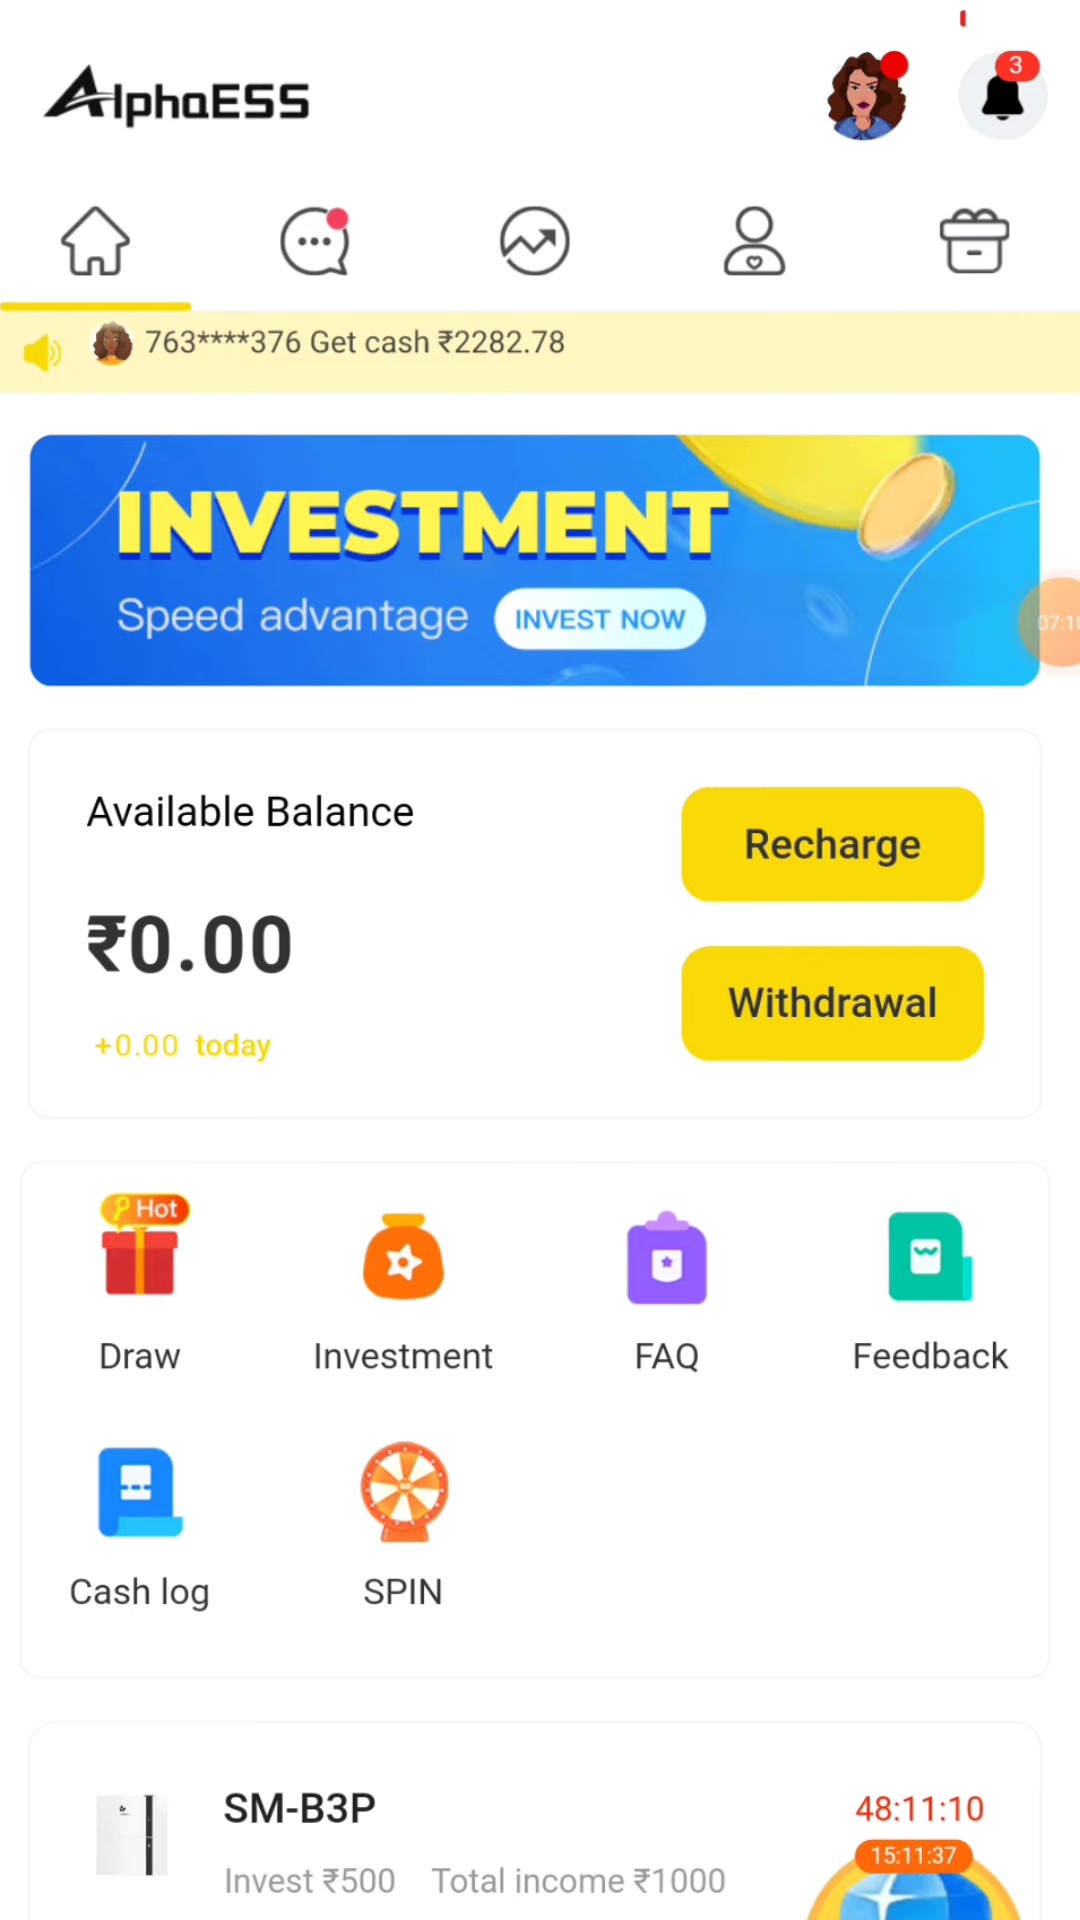 AlphaESS
3
763****376 Get cash ₹2282.78
INVESTMENT
Speed advantage
INVEST NOW
07:10
Available Balance
Recharge
₹0.00
Withdrawal
+0.00 today
Hot
Draw
Investment
FAQ
Feedback
Cash log
SPIN
SM-B3P
48:11:10
15:11:37
Invest ₹500 Total income ₹1000